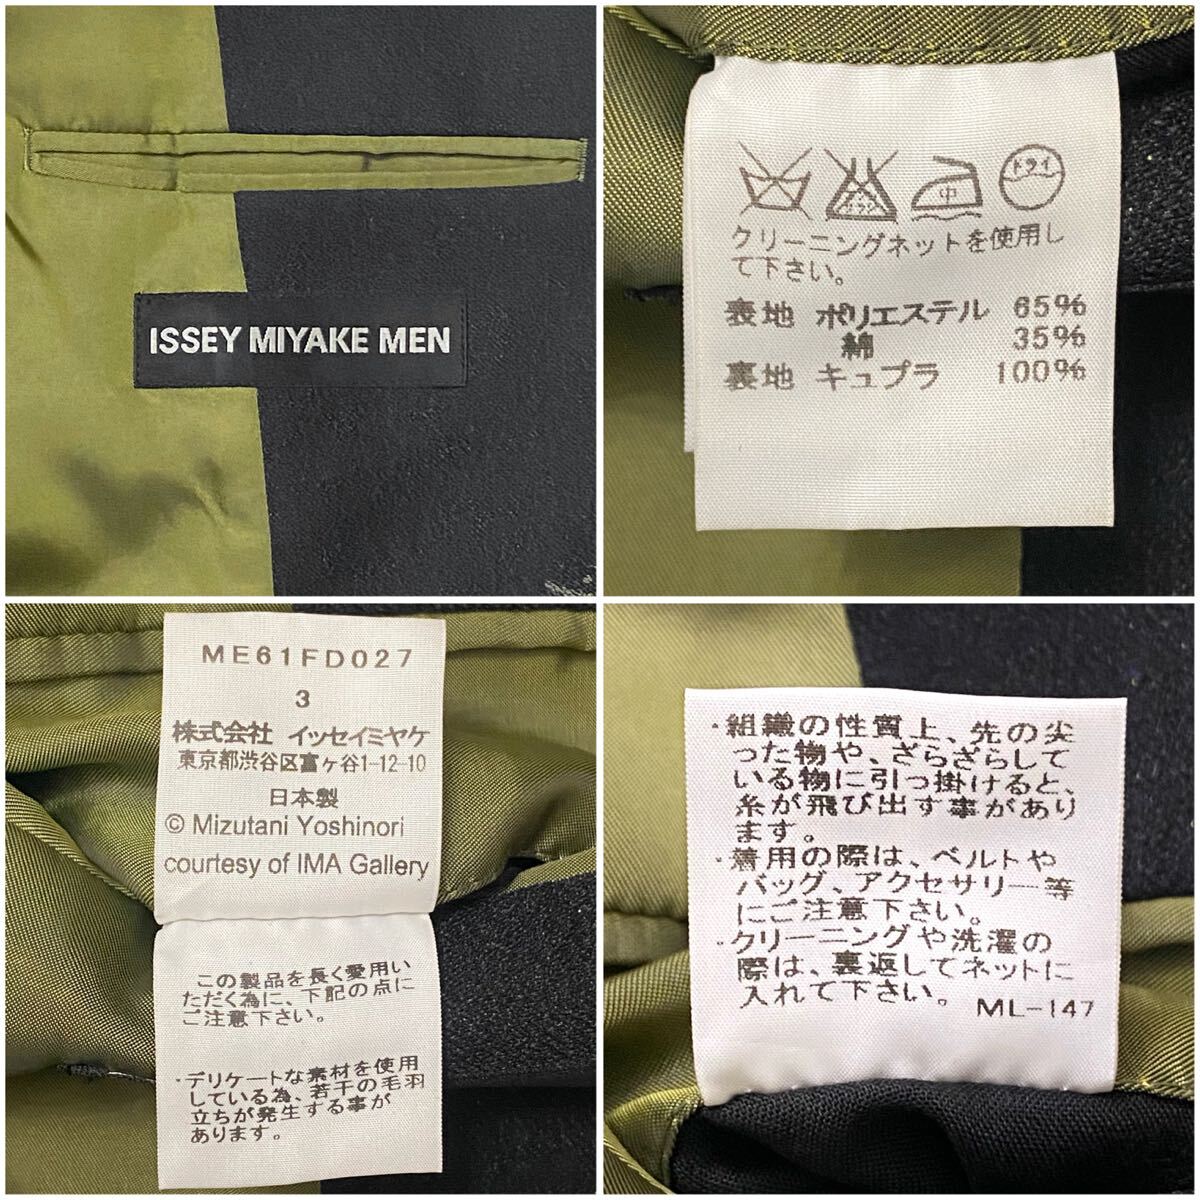 ISSEY MIYAKE MEN
ドライ
中
クリーニングネットを使用し
て下さい。
表地 ポリエステル 65%
綿 35%
裏地 キュプラ 100%
ME61FD027
3
株式会社 イッセイミヤケ
東京都渋谷区富ヶ谷1-12-10
日本製
© Mizutani Yoshinori
courtesy of IMA Gallery
この製品を長く愛用い
ただく為に、下記の点に
ご注意下さい。
・デリケートな素材を使用
している為、若干の毛羽
立ちが発生する事が
あります。
・組織の性質上、先の尖
った物や、ざらざらして
いる物に引っ掛けると、
糸が飛び出す事があり
ます。
・着用の際は、ベルトや
バッグ、アクセサリー等
にご注意下さい。
・クリーニングや洗濯の
際は、裏返してネットに
入れて下さい。
ML-147